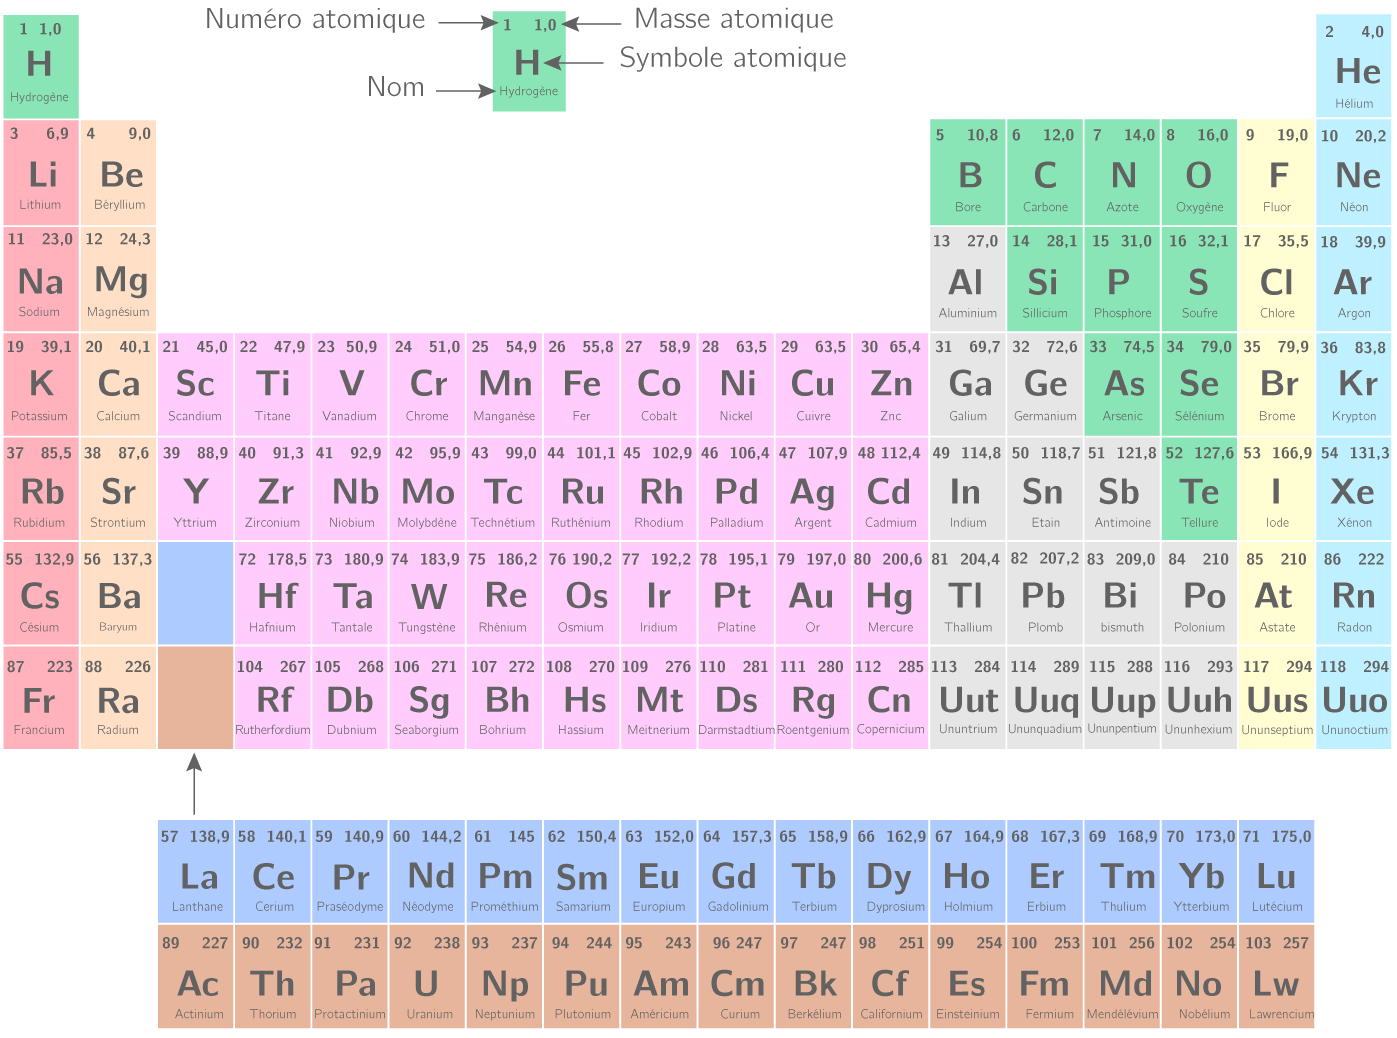 Numéro atomique
1 1,0
Masse atomique
H
Symbole atomique
Nom
Hydrogéne
1 1,0
H
Hydrogéne
2 4,0
He
Hélium
3 6,9
Li
Lithium
4 9,0
Be
Béryllium
5 10,8
B
Bore
6 12,0
C
Carbone
7 14,0
N
Azote
8 16,0
O
Oxygéne
9 19,0
F
Fluor
10 20,2
Ne
Néon
11 23,0
Na
Sodium
12 24,3
Mg
Magnésium
13 27,0
Al
Aluminium
14 28,1
Si
Sillicium
15 31,0
P
Phosphore
16 32,1
S
Soufre
17 35,5
Cl
Chlore
18 39,9
Ar
Argon
19 39,1
K
Potassium
20 40,1
Ca
Calcium
21 45,0
Sc
Scandium
22 47,9
Ti
Titane
23 50,9
V
Vanadium
24 51,0
Cr
Chrome
25 54,9
Mn
Manganèse
26 55,8
Fe
Fer
27 58,9
Co
Cobalt
28 63,5
Ni
Nickel
29 63,5
Cu
Cuivre
30 65,4
Zn
Znc
31 69,7
Ga
Galium
32 72,6
Ge
Germanium
33 74,5
As
Arsenic
34 79,0
Se
Sélénium
35 79,9
Br
Brome
36 83,8
Kr
Krypton
37 85,5
Rb
Rubidium
38 87,6
Sr
Strontium
39 88,9
Y
Yttrium
40 91,3
Zr
Zirconium
41 92,9
Nb
Niobium
42 95,9
Mo
Molybdéne
43 99,0
Tc
Technétium
44 101,1
Ru
Ruthénium
45 102,9
Rh
Rhodium
46 106,4
Pd
Palladium
47 107,9
Ag
Argent
48 112,4
Cd
Cadmium
49 114,8
In
Indium
50 118,7
Sn
Etain
51 121,8
Sb
Antimoine
52 127,6
Te
Tellure
53 166,9
I
Iode
54 131,3
Xe
Xénon
55 132,9
Cs
Césium
56 137,3
Ba
Baryum
72 178,5
Hf
Hafnium
73 180,9
Ta
Tantale
74 183,9
W
Tungsténe
75 186,2
Re
Rhénium
76 190,2
Os
Osmium
77 192,2
Ir
Iridium
78 195,1
Pt
Platine
79 197,0
Au
Or
80 200,6
Hg
Mercure
81 204,4
Tl
Thallium
82 207,2
Pb
Plomb
83 209,0
Bi
bismuth
84 210
Po
Polonium
85 210
At
Astate
86 222
Rn
Radon
87 223
Fr
Francium
88 226
Ra
Radium
104 267
Rf
Rutherfordium
105 268
Db
Dubnium
106 271
Sg
Seaborgium
107 272
Bh
Bohrium
108 270
Hs
Hassium
109 276
Mt
Meitnerium
110 281
Ds
Darmstadtium
111 280
Rg
Roentgenium
112 285
Cn
Copernicium
113 284
Uut
Ununtrium
114 289
Uuq
Ununquadium
115 288
Uup
Ununpentium
116 293
Uuh
Ununhexium
117 294
Uus
Ununseptium
118 294
Uuo
Ununoctium
57 138,9
La
Lanthane
58 140,1
Ce
Cerium
59 140,9
Pr
Praséodyme
60 144,2
Nd
Néodyme
61 145
Pm
Prométhium
62 150,4
Sm
Samarium
63 152,0
Eu
Europium
64 157,3
Gd
Gadolinium
65 158,9
Tb
Terbium
66 162,9
Dy
Dyprosium
67 164,9
Ho
Holmium
68 167,3
Er
Erbium
69 168,9
Tm
Thulium
70 173,0
Yb
Ytterbium
71 175,0
Lu
Lutécium
89 227
Ac
Actinium
90 232
Th
Thorium
91 231
Pa
Protactinium
92 238
U
Uranium
93 237
Np
Neptunium
94 244
Pu
Plutonium
95 243
Am
Américium
96 247
Cm
Curium
97 247
Bk
Berkélium
98 251
Cf
Californium
99 254
Es
Einsteinium
100 253
Fm
Fermium
101 256
Md
Mendélévium
102 254
No
Nobélium
103 257
Lw
Lawrencium